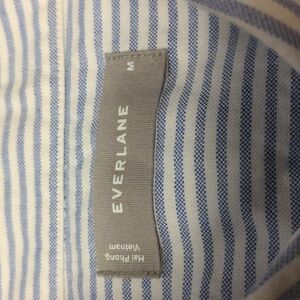 M
EVERLANE
Hai Phong,
Vietnam